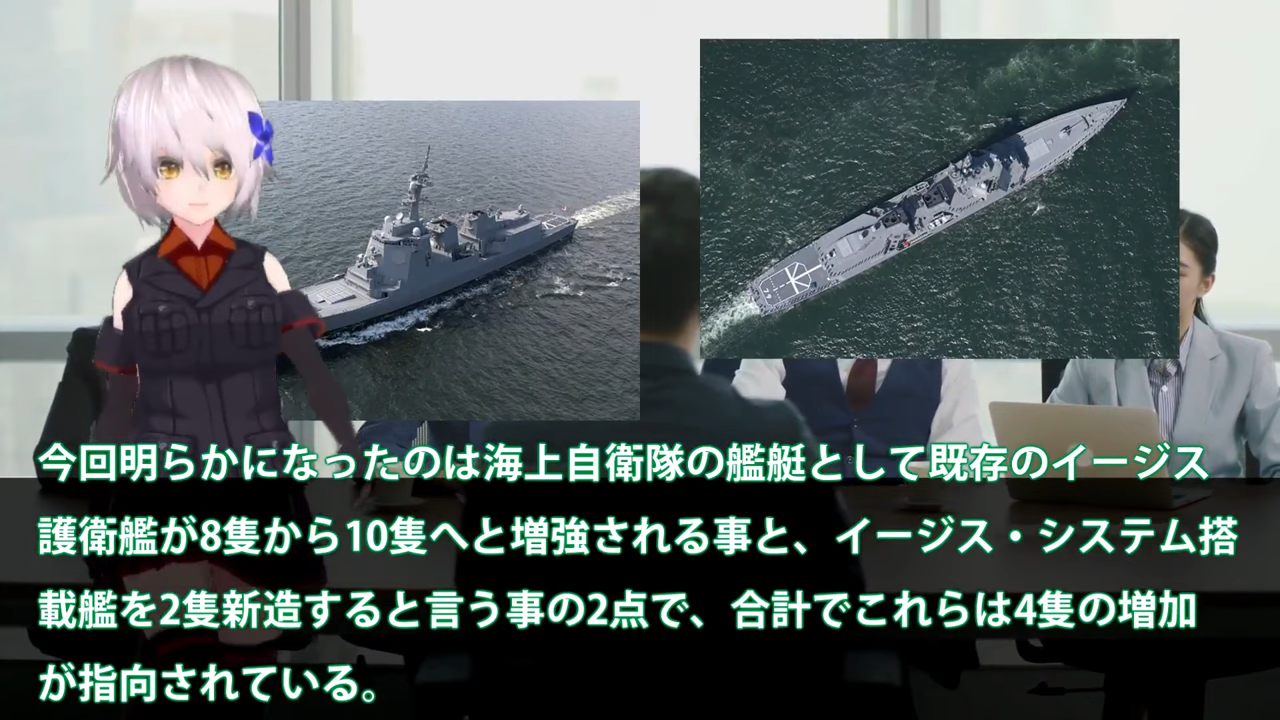 今回明らかになったのは海上自衛隊の艦艇として既存のイージス
護衛艦が8隻から10隻へと増強される事と、イージス・システム搭
載艦を2隻新造すると言う事の2点で、合計でこれらは4隻の増加
が指向されている。